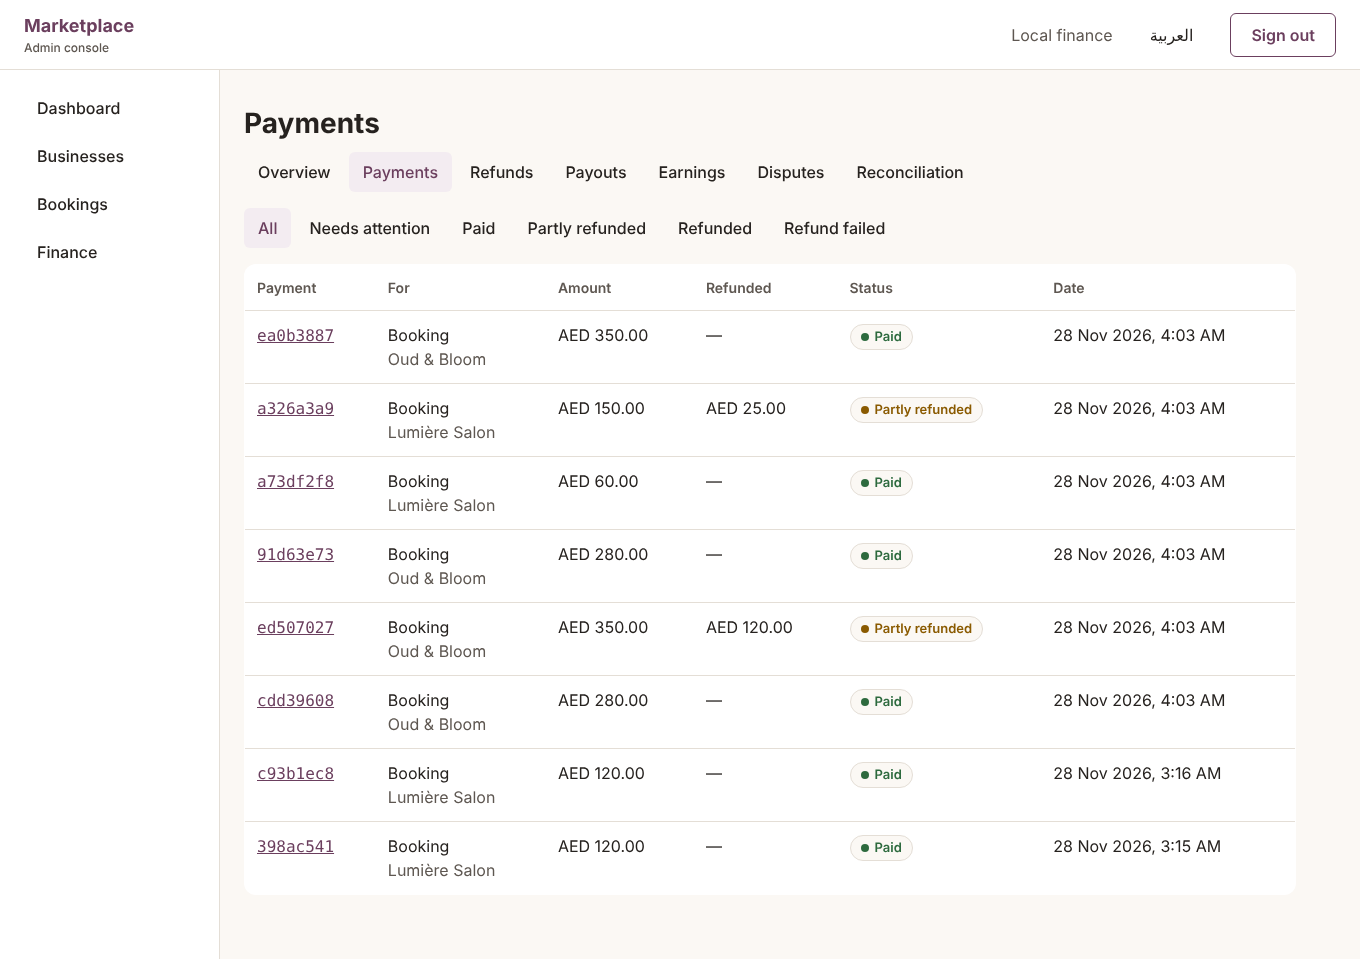 Marketplace
Admin console
Local finance العربية Sign out
Dashboard
Businesses
Bookings
Finance
Payments
Overview Payments Refunds Payouts Earnings Disputes Reconciliation
All Needs attention Paid Partly refunded Refunded Refund failed
Payment For Amount Refunded Status Date
ea0b3887 Booking AED 350.00 — Paid 28 Nov 2026, 4:03 AM
Oud & Bloom
a326a3a9 Booking AED 150.00 AED 25.00 Partly refunded 28 Nov 2026, 4:03 AM
Lumière Salon
a73df2f8 Booking AED 60.00 — Paid 28 Nov 2026, 4:03 AM
Lumière Salon
91d63e73 Booking AED 280.00 — Paid 28 Nov 2026, 4:03 AM
Oud & Bloom
ed507027 Booking AED 350.00 AED 120.00 Partly refunded 28 Nov 2026, 4:03 AM
Oud & Bloom
cdd39608 Booking AED 280.00 — Paid 28 Nov 2026, 4:03 AM
Oud & Bloom
c93b1ec8 Booking AED 120.00 — Paid 28 Nov 2026, 3:16 AM
Lumière Salon
398ac541 Booking AED 120.00 — Paid 28 Nov 2026, 3:15 AM
Lumière Salon